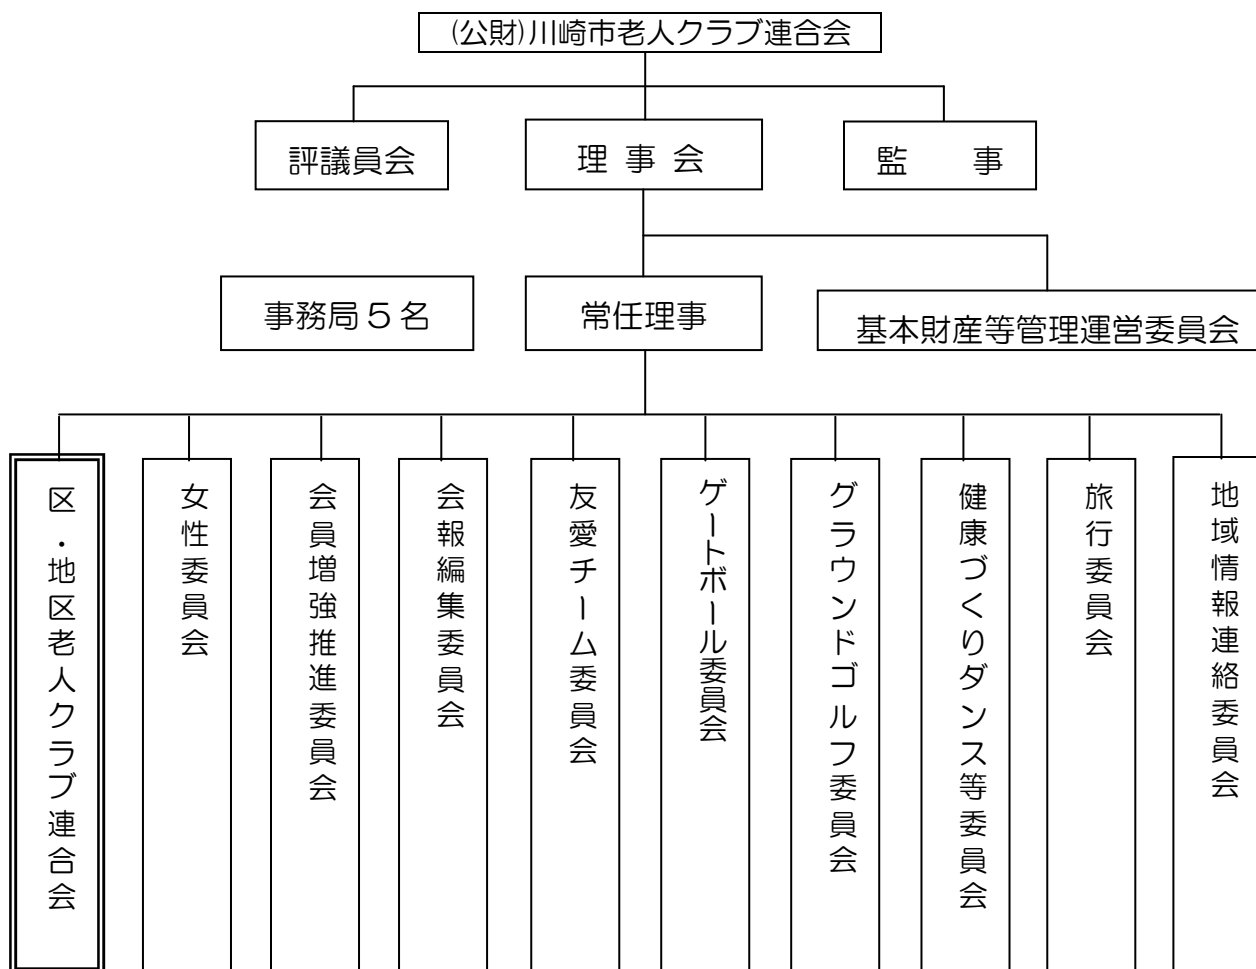 (公財)川崎市老人クラブ連合会
評議員会
理事会
監　事
事務局５名
常任理事
基本財産等管理運営委員会
区・地区老人クラブ連合会
女性委員会
会員増強推進委員会
会報編集委員会
友愛チーム委員会
ゲートボール委員会
グラウンドゴルフ委員会
健康づくりダンス等委員会
旅行委員会
地域情報連絡委員会